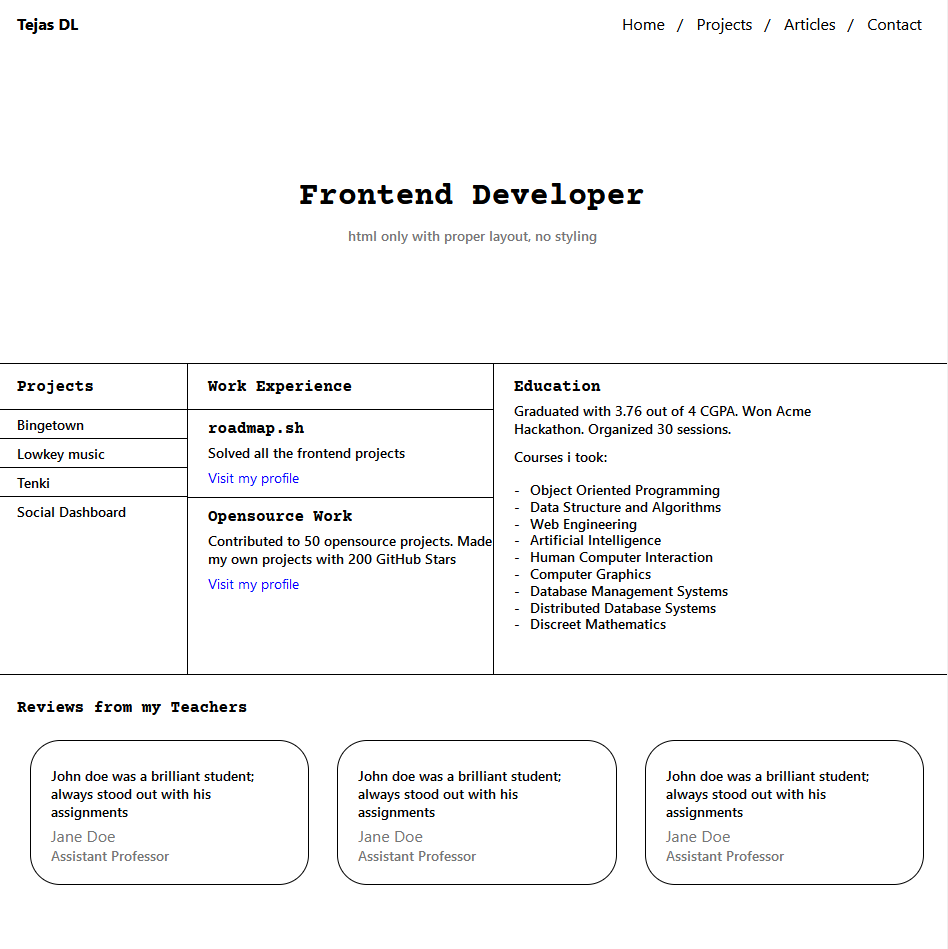 Tejas DL
Home / Projects / Articles / Contact
Frontend Developer
html only with proper layout, no styling
Projects
Bingetown
Lowkey music
Tenki
Social Dashboard
Work Experience
roadmap.sh
Solved all the frontend projects
Visit my profile
Opensource Work
Contributed to 50 opensource projects. Made
my own projects with 200 GitHub Stars
Visit my profile
Education
Graduated with 3.76 out of 4 CGPA. Won Acme
Hackathon. Organized 30 sessions.
Courses i took:
- Object Oriented Programming
- Data Structure and Algorithms
- Web Engineering
- Artificial Intelligence
- Human Computer Interaction
- Computer Graphics
- Database Management Systems
- Distributed Database Systems
- Discreet Mathematics
Reviews from my Teachers
John doe was a brilliant student;
always stood out with his
assignments
Jane Doe
Assistant Professor
John doe was a brilliant student;
always stood out with his
assignments
Jane Doe
Assistant Professor
John doe was a brilliant student;
always stood out with his
assignments
Jane Doe
Assistant Professor